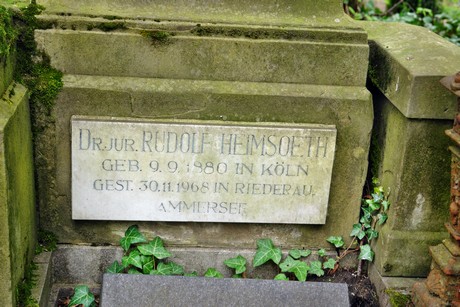 Dr. jur. RUDOLF HEIMSOETH
GEB. 9. 9. 1880 IN KÖLN
GEST. 30. 11. 1968 IN RIEDERAU,
AMMERSEE